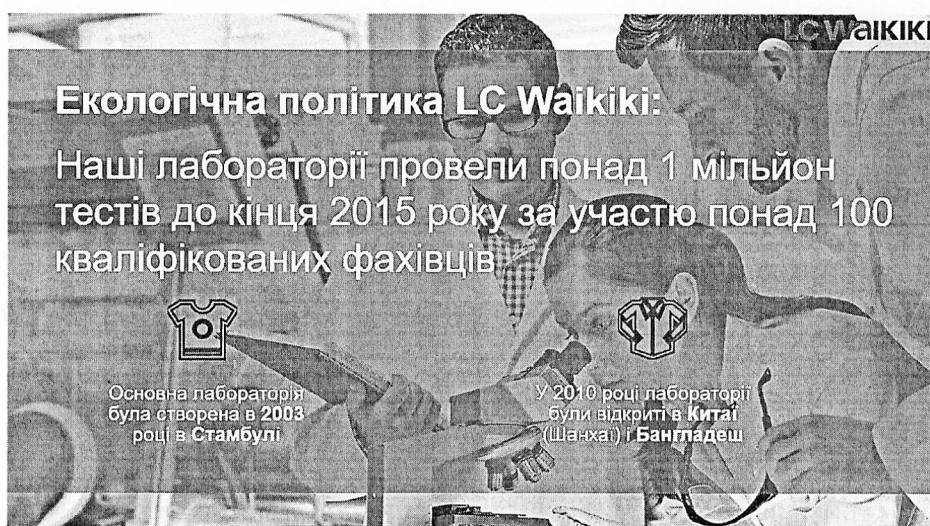 LC Waikiki
Екологічна політика LC Waikiki:
Наші лабораторії провели понад 1 мільйон
тестів до кінця 2015 року за участю понад 100
кваліфікованих фахівців
Основна лабораторія
була створена в 2003
році в Стамбулі
У 2010 році лабораторії
були відкриті в Китаї
(Шанхаї) і Бангладеш